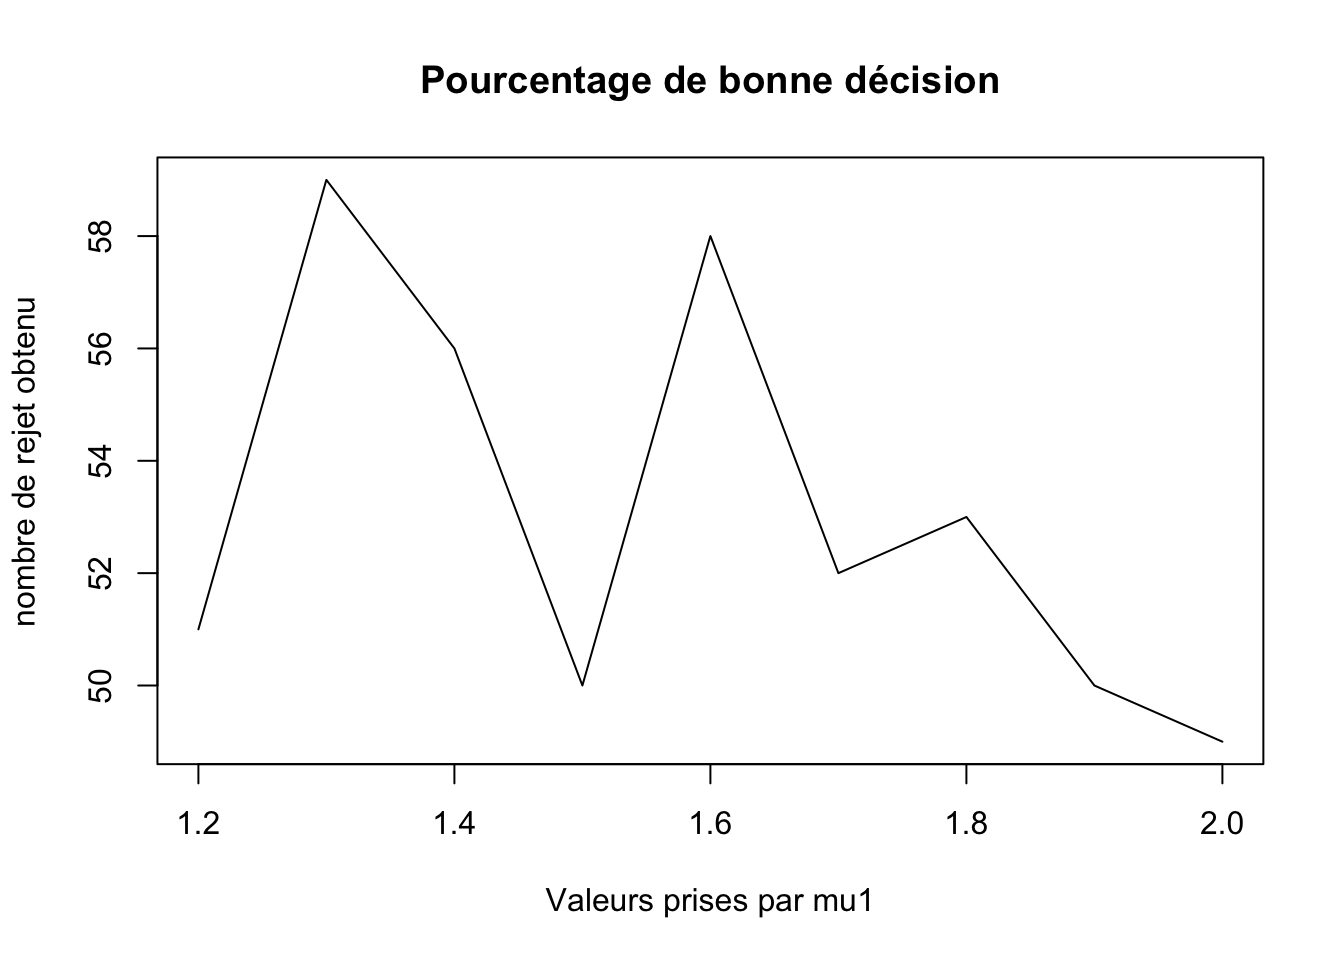 Pourcentage de bonne décision
nombre de rejet obtenu
58
56
54
52
50
1.2 1.4 1.6 1.8 2.0
Valeurs prises par mu1